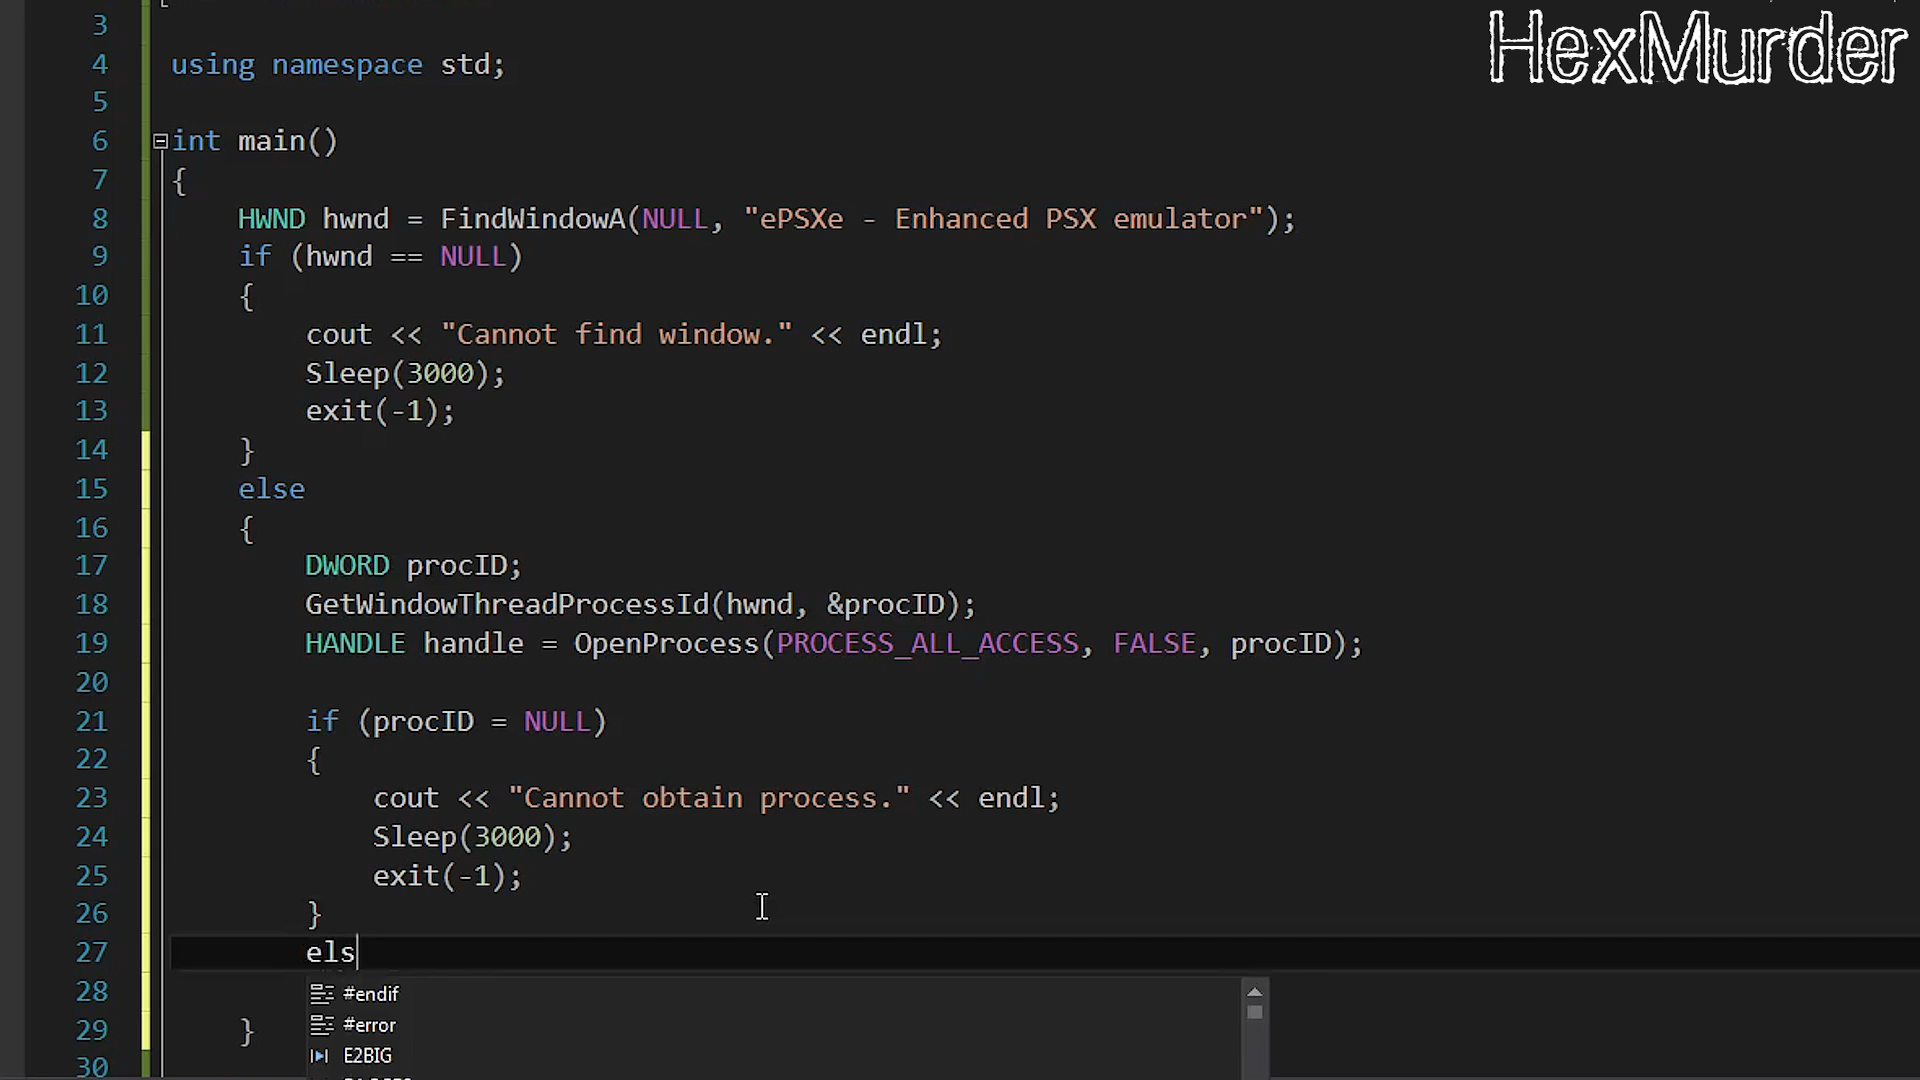 HexMurder
3
4 using namespace std;
5
6 int main()
7 {
8 HWND hwnd = FindWindowA(NULL, "ePSXe - Enhanced PSX emulator");
9 if (hwnd == NULL)
10 {
11 cout << "Cannot find window." << endl;
12 Sleep(3000);
13 exit(-1);
14 }
15 else
16 {
17 DWORD procID;
18 GetWindowThreadProcessId(hwnd, &procID);
19 HANDLE handle = OpenProcess(PROCESS_ALL_ACCESS, FALSE, procID);
20
21 if (procID = NULL)
22 {
23 cout << "Cannot obtain process." << endl;
24 Sleep(3000);
25 exit(-1);
26 }
27 els
28 #endif
#error
29 }
E2BIG
30